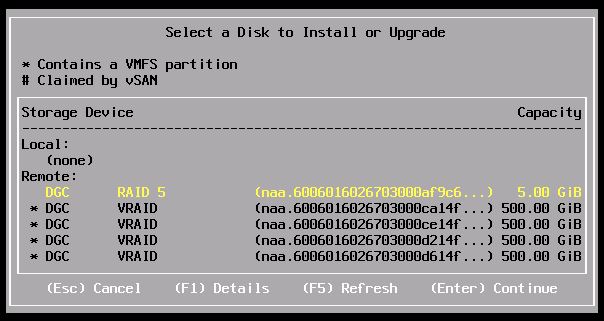 Select a Disk to Install or Upgrade
* Contains a VMFS partition
# Claimed by vSAN
Storage Device Capacity
Local:
(none)
Remote:
DGC RAID 5 (naa.6006016026703000af9c6...) 5.00 GiB
* DGC VRAID (naa.6006016026703000ca14f...) 500.00 GiB
* DGC VRAID (naa.6006016026703000ce14f...) 500.00 GiB
* DGC VRAID (naa.6006016026703000d214f...) 500.00 GiB
* DGC VRAID (naa.6006016026703000d614f...) 500.00 GiB
(Esc) Cancel (F1) Details (F5) Refresh (Enter) Continue